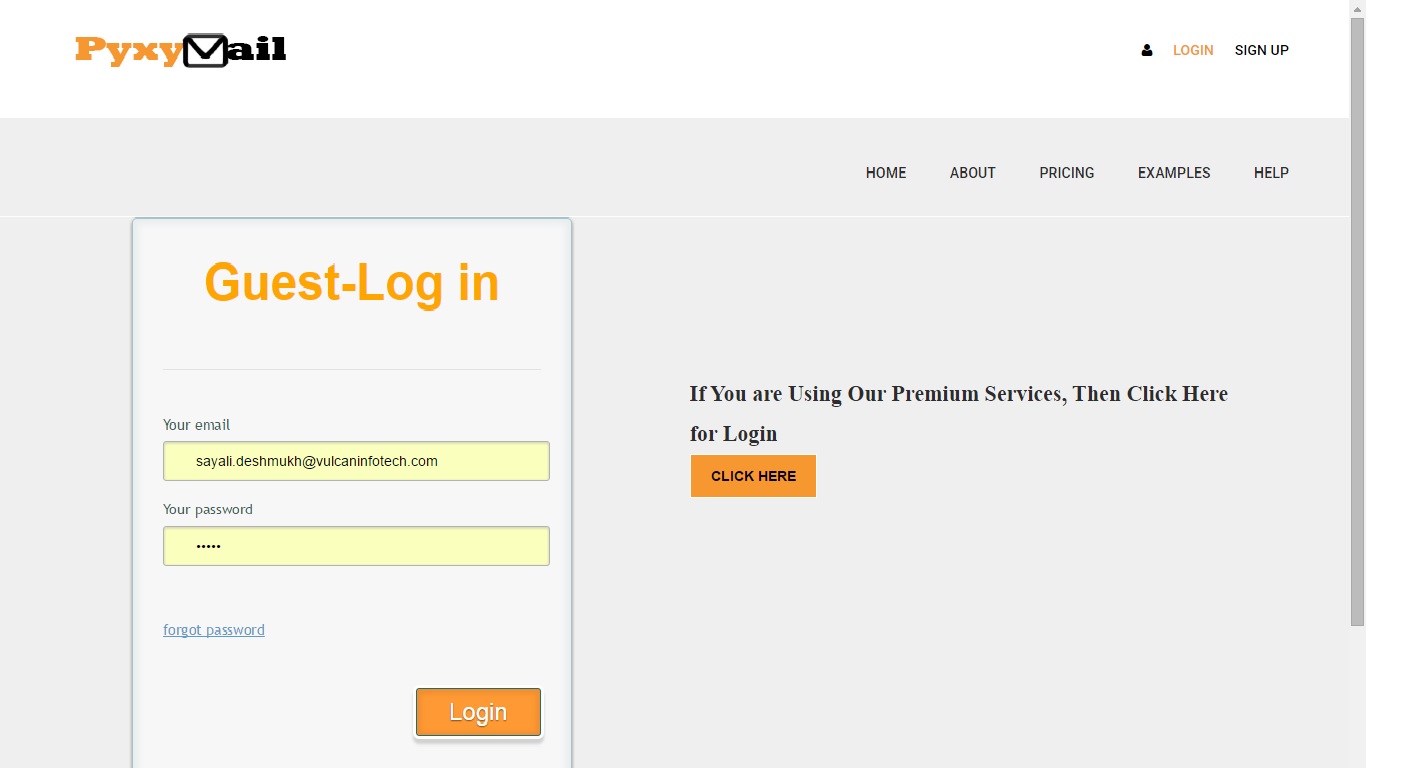 PyxyMail
LOGIN SIGN UP
HOME ABOUT PRICING EXAMPLES HELP
Guest-Log in
Your email
sayali.deshmukh@vulcaninfotech.com
Your password
•••••
forgot password
Login
If You are Using Our Premium Services, Then Click Here
for Login
CLICK HERE